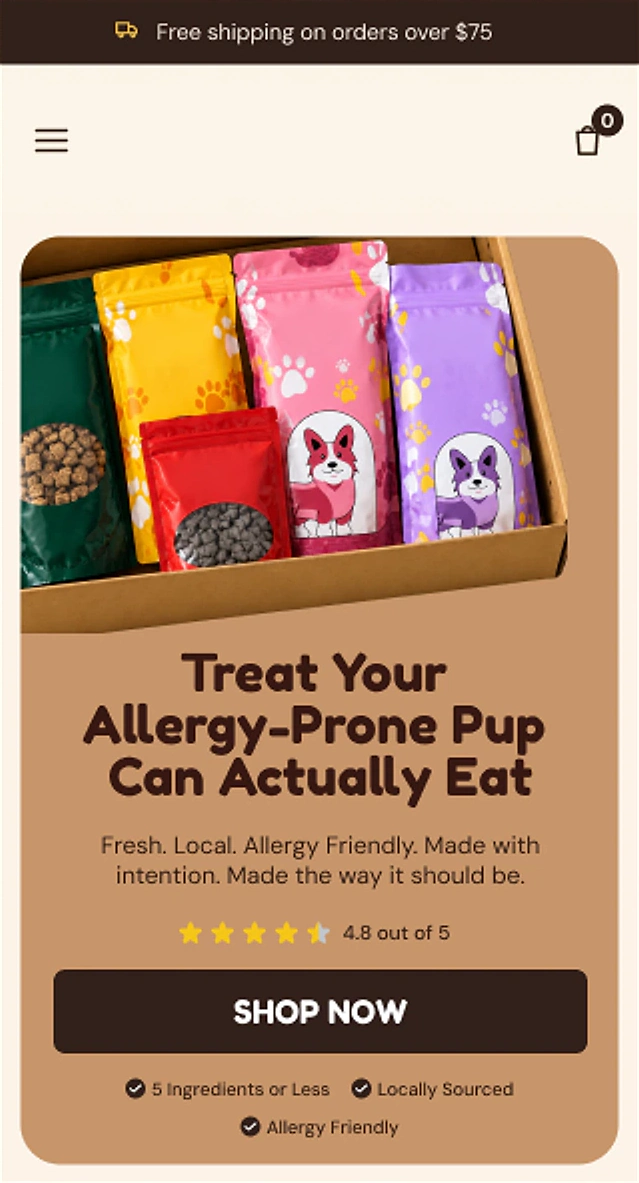 Free shipping on orders over $75
0
Treat Your
Allergy-Prone Pup
Can Actually Eat
Fresh. Local. Allergy Friendly. Made with
intention. Made the way it should be.
4.8 out of 5
SHOP NOW
5 Ingredients or Less Locally Sourced
Allergy Friendly